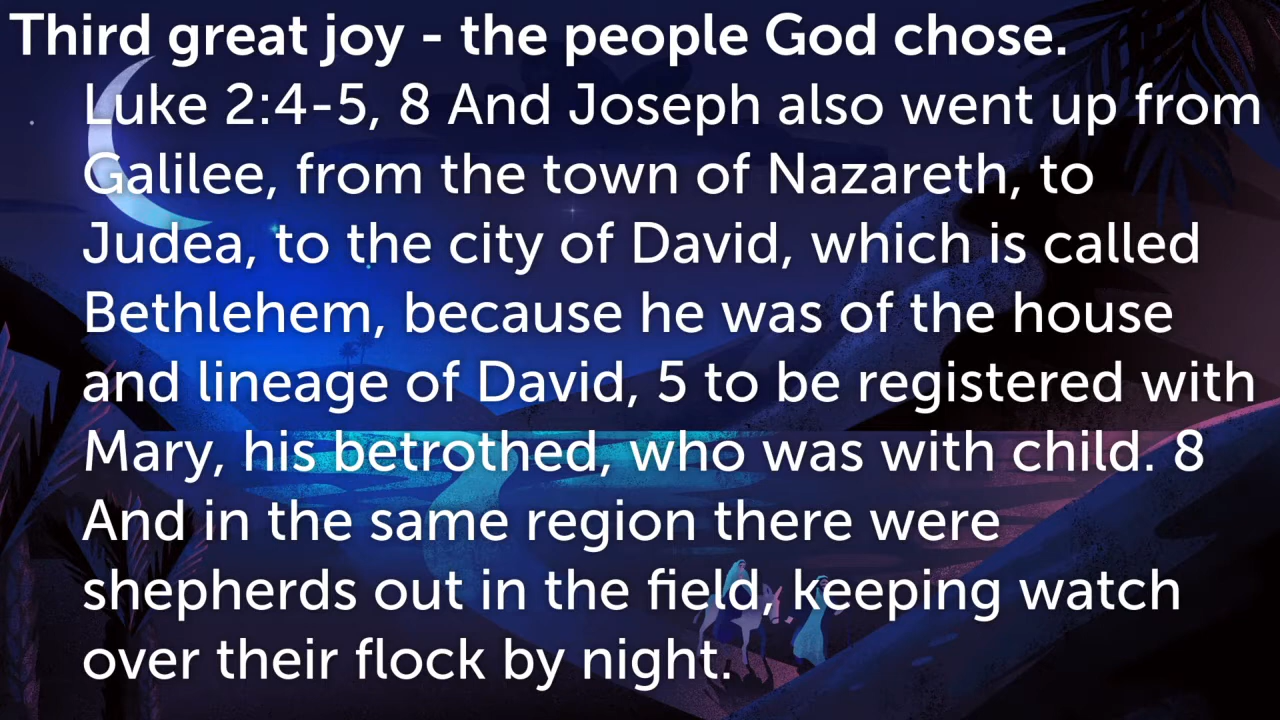 Third great joy - the people God chose.
Luke 2:4-5, 8 And Joseph also went up from
Galilee, from the town of Nazareth, to
Judea, to the city of David, which is called
Bethlehem, because he was of the house
and lineage of David, 5 to be registered with
Mary, his betrothed, who was with child. 8
And in the same region there were
shepherds out in the field, keeping watch
over their flock by night.